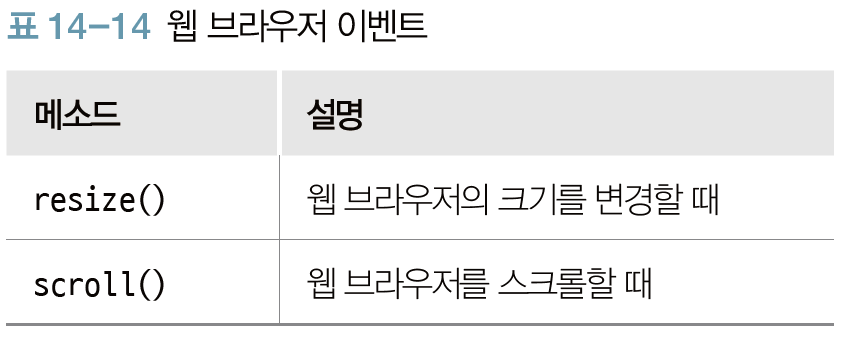 표 14-14 웹 브라우저 이벤트
메소드 설명
resize() 웹 브라우저의 크기를 변경할 때
scroll() 웹 브라우저를 스크롤할 때